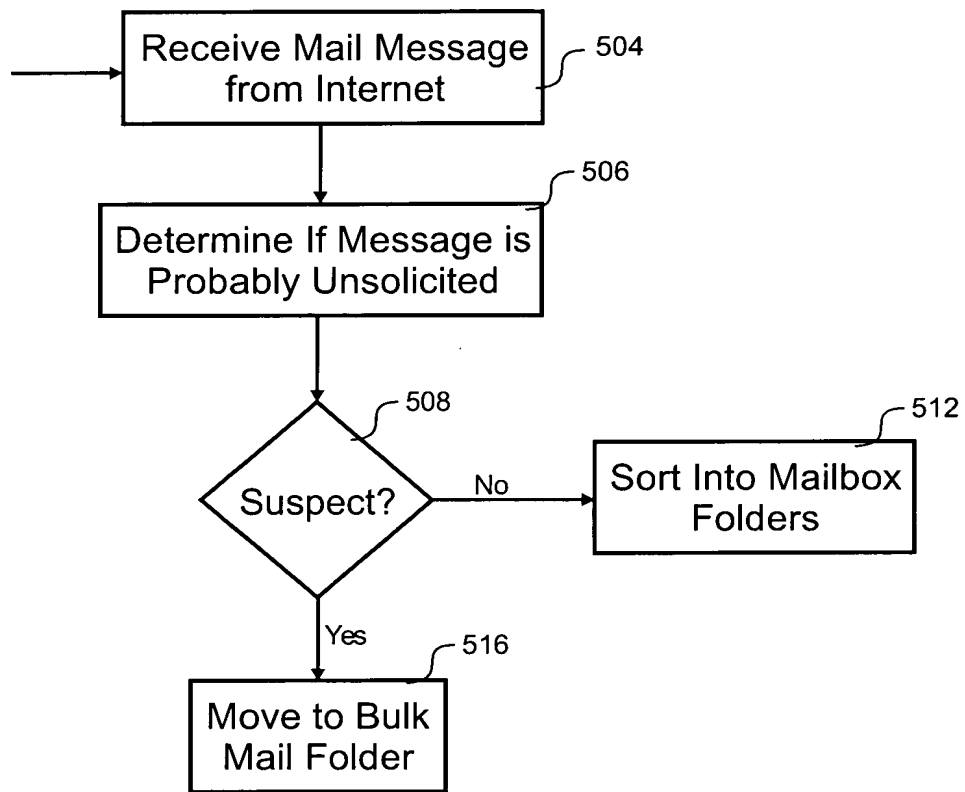 Receive Mail Message
from Internet
504
506
Determine If Message is
Probably Unsolicited
508
Suspect?
No
512
Sort Into Mailbox
Folders
Yes
516
Move to Bulk
Mail Folder